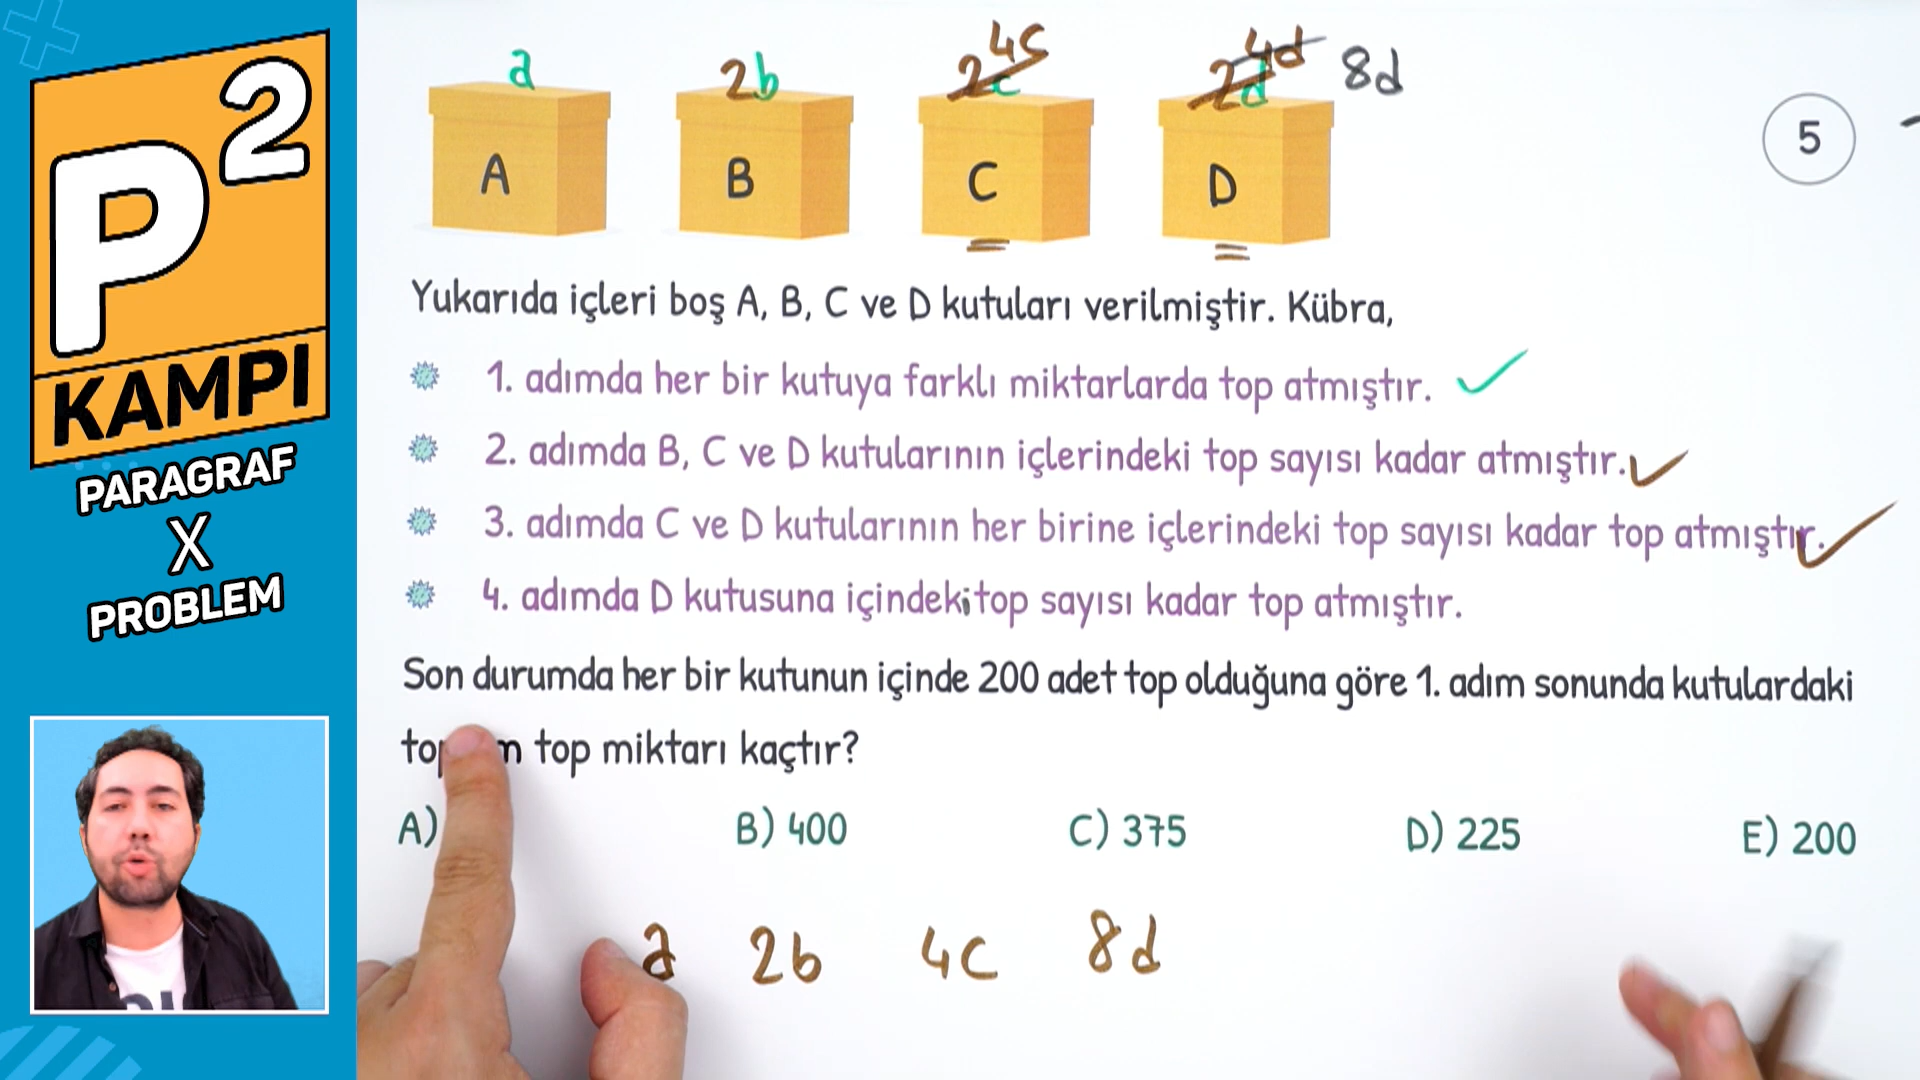 P²
KAMPI
PARAGRAF
X
PROBLEM
a 2b 2c 4c 2d 4d 8d
A B C D
5
Yukarıda içleri boş A, B, C ve D kutuları verilmiştir. Kübra,
1. adımda her bir kutuya farklı miktarlarda top atmıştır.
2. adımda B, C ve D kutularının içlerindeki top sayısı kadar atmıştır.
3. adımda C ve D kutularının her birine içlerindeki top sayısı kadar top atmıştır.
4. adımda D kutusuna içindeki top sayısı kadar top atmıştır.
Son durumda her bir kutunun içinde 200 adet top olduğuna göre 1. adım sonunda kutulardaki
top miktarı kaçtır?
A) B) 400 C) 375 D) 225 E) 200
a 2b 4c 8d